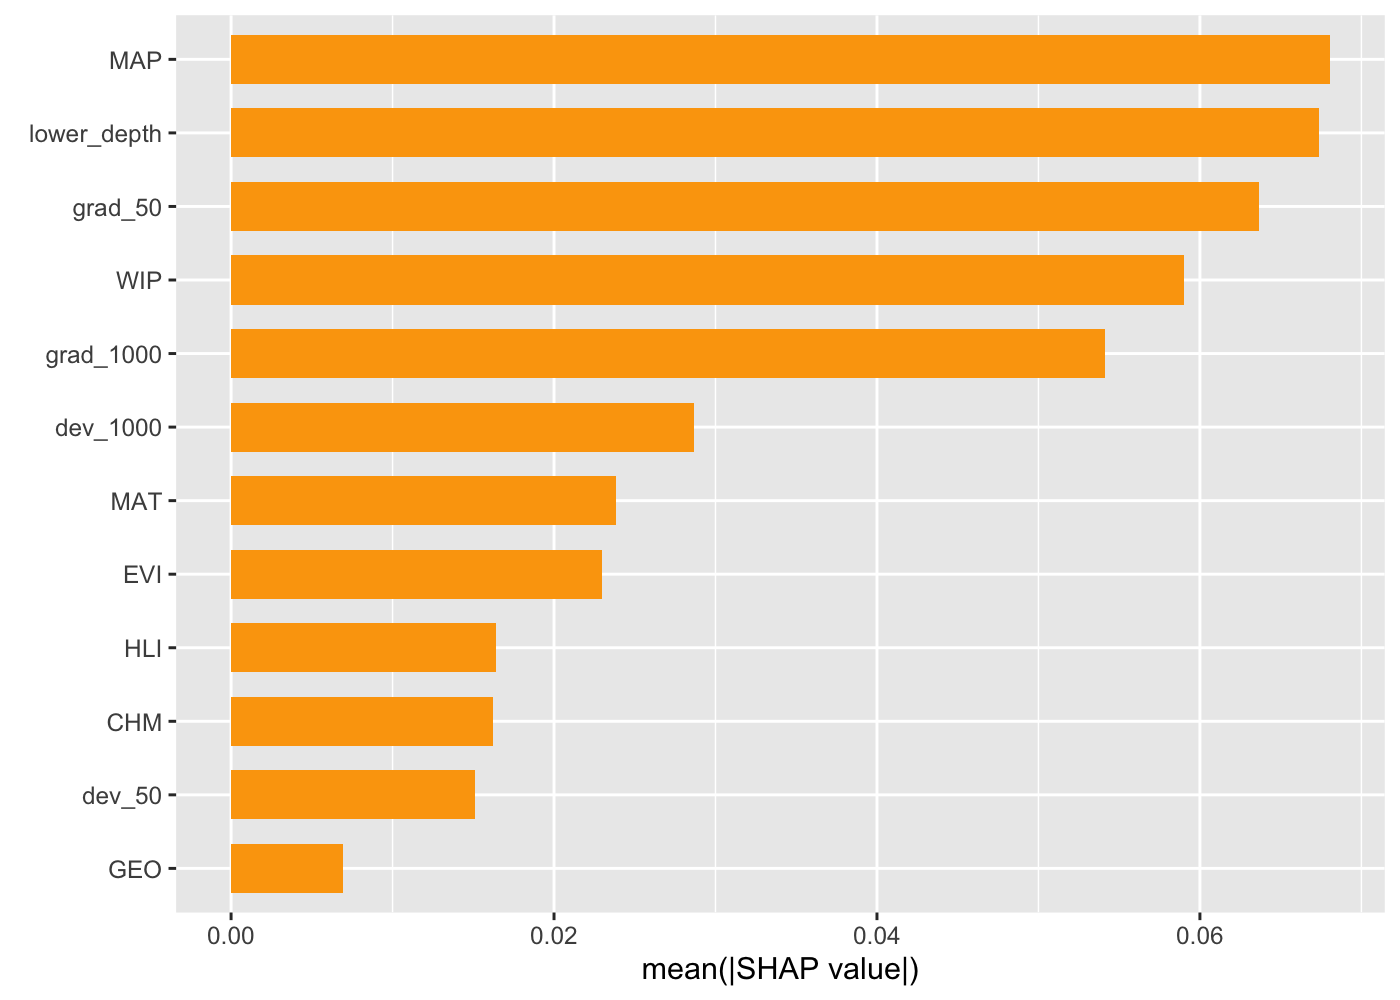 MAP
lower_depth
grad_50
WIP
grad_1000
dev_1000
MAT
EVI
HLI
CHM
dev_50
GEO
0.00 0.02 0.04 0.06
mean(|SHAP value|)